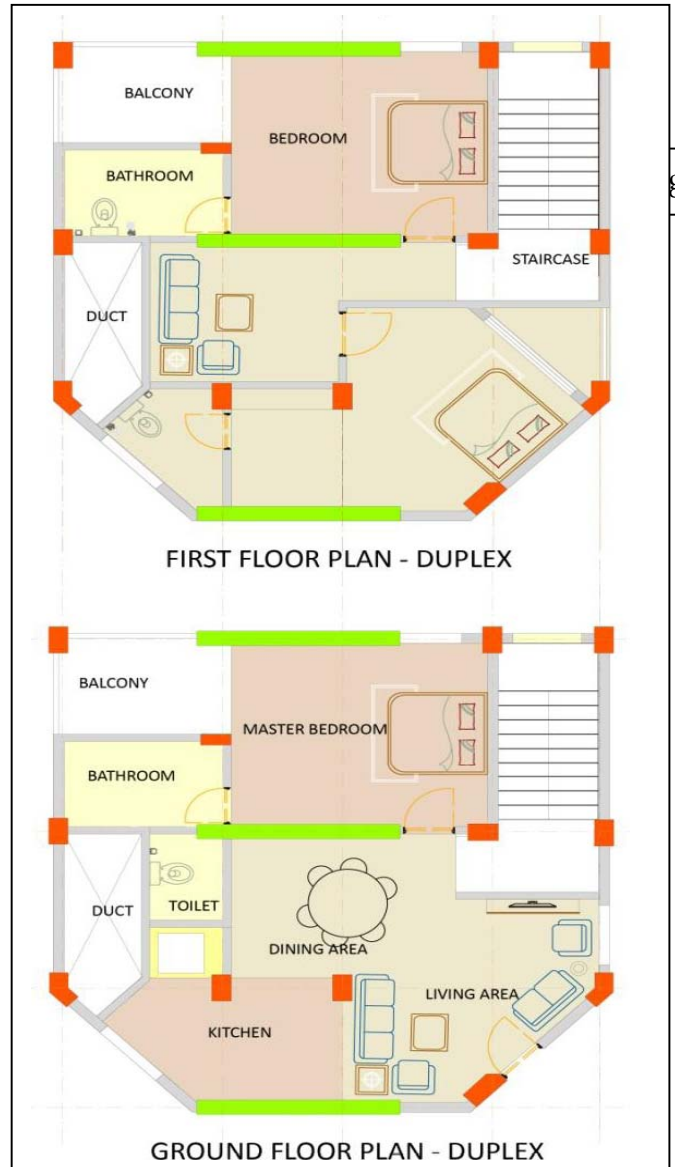 BALCONY
BEDROOM
BATHROOM
STAIRCASE
DUCT
FIRST FLOOR PLAN - DUPLEX
BALCONY
MASTER BEDROOM
BATHROOM
DUCT
TOILET
DINING AREA
LIVING AREA
KITCHEN
GROUND FLOOR PLAN - DUPLEX